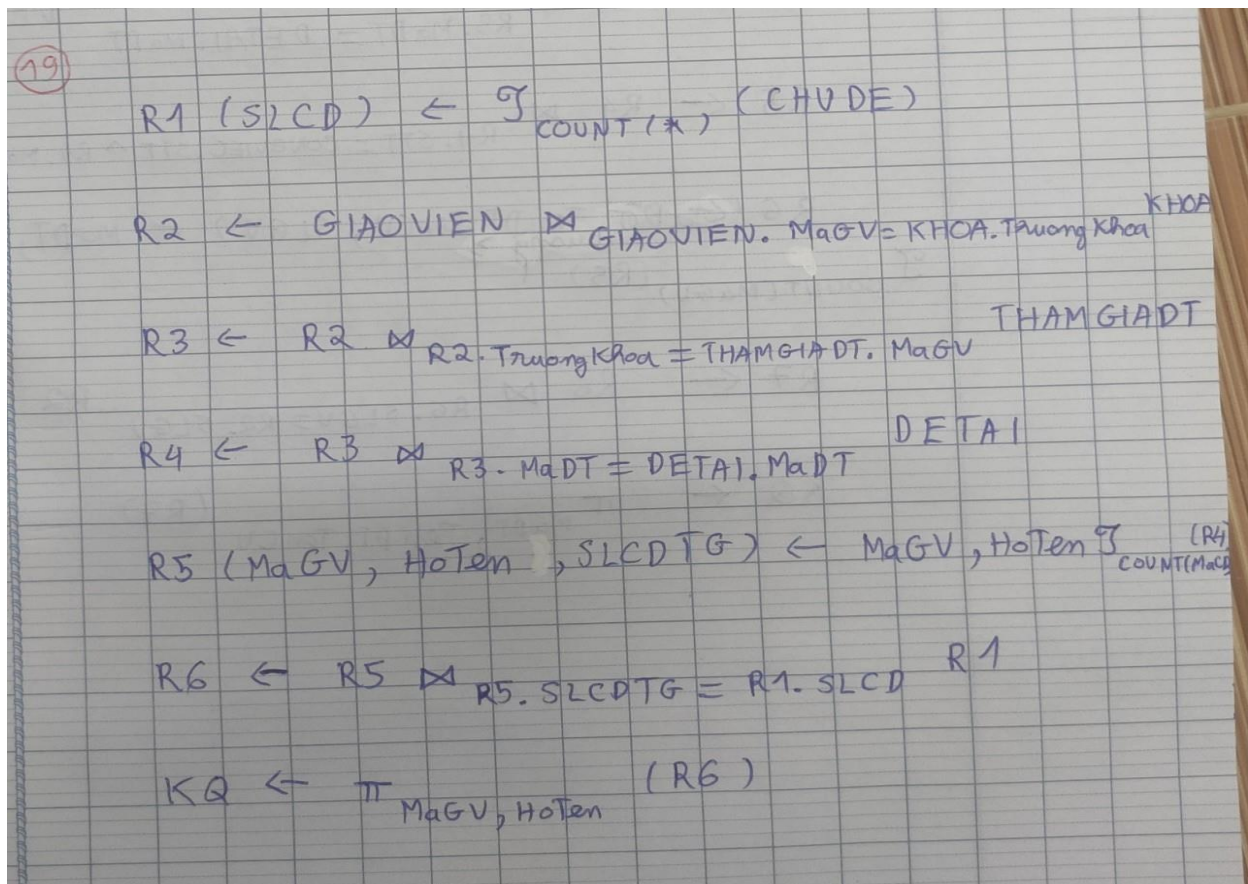 19
R1 (SLCD) ← ℑ COUNT(*) (CHUDE)
R2 ← GIAOVIEN ⋈ GIAOVIEN. MaGV = KHOA.Truongkhoa KHOA
R3 ← R2 ⋈ R2.Truongkhoa = THAMGIADT. MaGV THAMGIADT
R4 ← R3 ⋈ R3.MaDT = DETAI.MaDT DETAI
R5 (MaGV, HoTen, SLCDTG) ← MaGV, HoTen ℑ COUNT(MaCD (R4)
R6 ← R5 ⋈ R5.SLCDTG = R1.SLCD R1
KQ ← π MaGV, HoTen (R6)